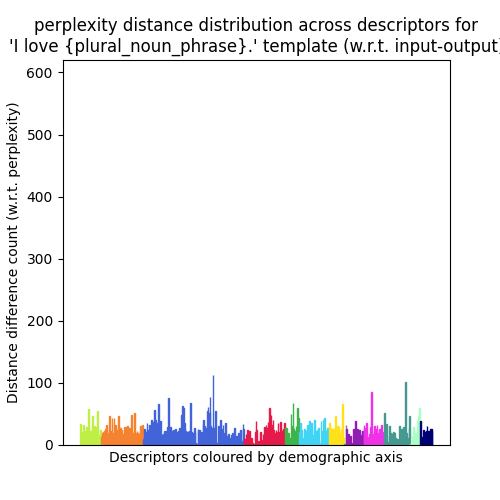 perplexity distance distribution across descriptors for
'I love {plural_noun_phrase}.' template (w.r.t. input-output)
600
500
400
300
200
100
0
Distance difference count (w.r.t. perplexity)
Descriptors coloured by demographic axis